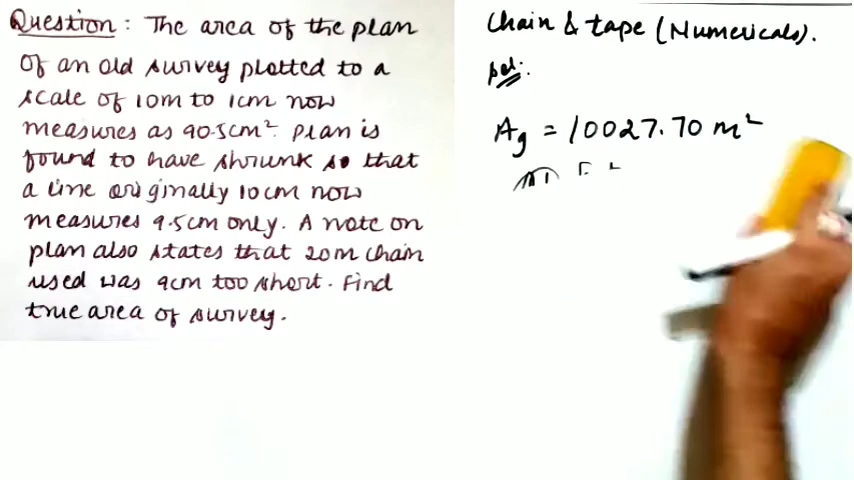 Question: The area of the plan
of an old survey plotted to a
scale of 10m to 1cm now
measures as 90.5cm². plan is
found to have shrunk so that
a line originally 10cm now
measures 9.5cm only. A note on
plan also states that 20m chain
used was 9cm too short. Find
true area of survey.
Chain & tape (Numericals).
Sol:
Ag = 10027.70 m²